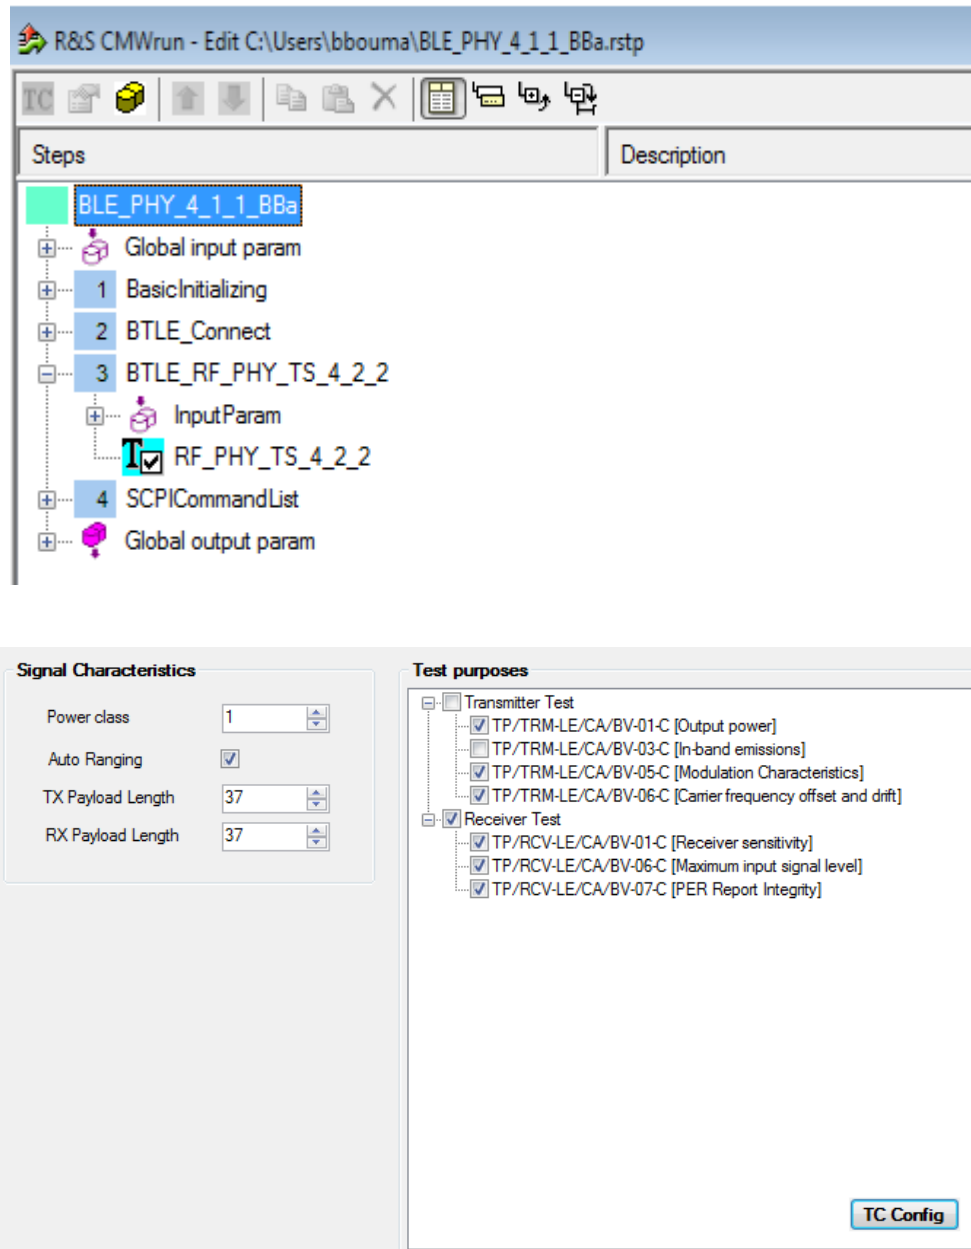 R&S CMWrun - Edit C:\Users\bbouma\BLE_PHY_4_1_1_BBa.rstp
TC
Steps Description
BLE_PHY_4_1_1_BBa
Global input param
1 BasicInitializing
2 BTLE_Connect
3 BTLE_RF_PHY_TS_4_2_2
InputParam
T RF_PHY_TS_4_2_2
4 SCPICommandList
Global output param
Signal Characteristics
Power class 1
Auto Ranging
TX Payload Length 37
RX Payload Length 37
Test purposes
Transmitter Test
TP/TRM-LE/CA/BV-01-C [Output power]
TP/TRM-LE/CA/BV-03-C [In-band emissions]
TP/TRM-LE/CA/BV-05-C [Modulation Characteristics]
TP/TRM-LE/CA/BV-06-C [Carrier frequency offset and drift]
Receiver Test
TP/RCV-LE/CA/BV-01-C [Receiver sensitivity]
TP/RCV-LE/CA/BV-06-C [Maximum input signal level]
TP/RCV-LE/CA/BV-07-C [PER Report Integrity]
TC Config